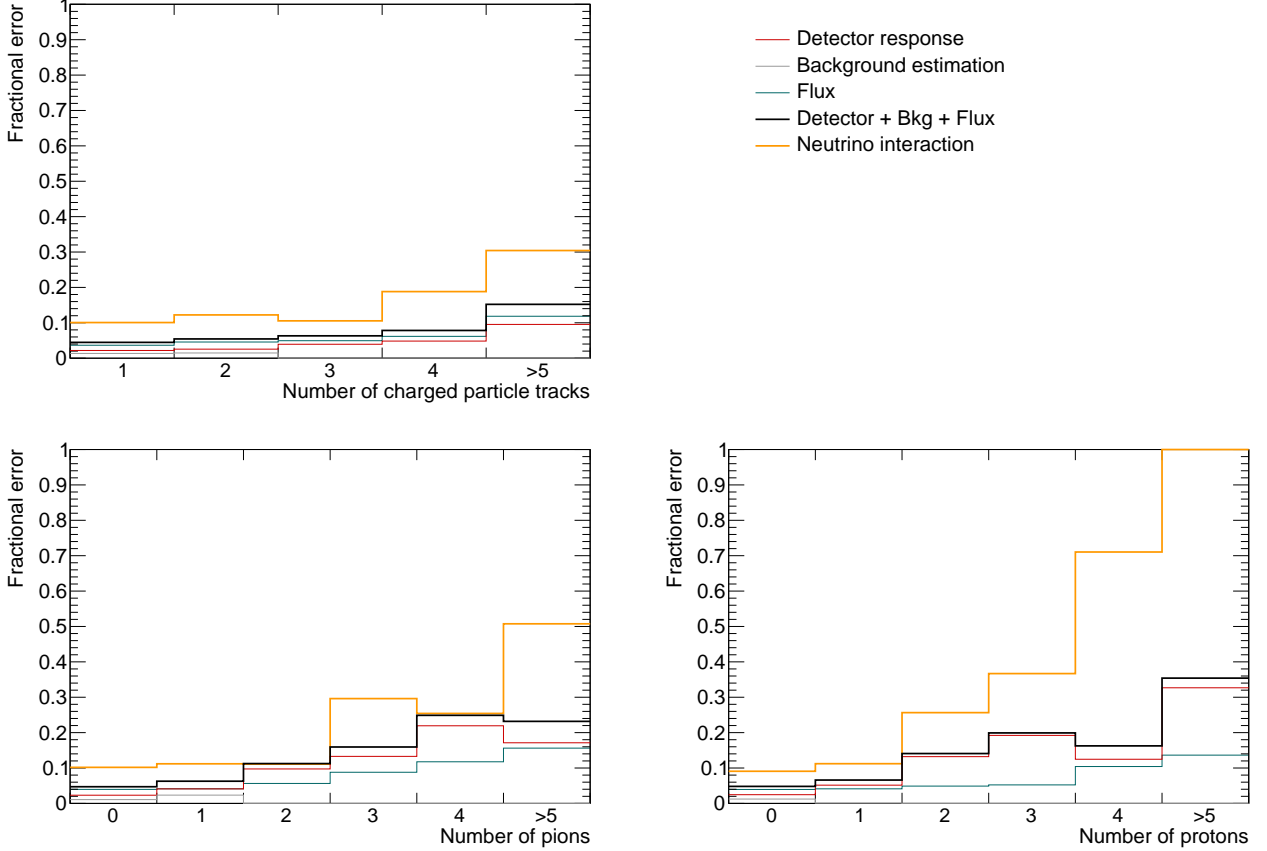 Fractional error
1
0.9
0.8
0.7
0.6
0.5
0.4
0.3
0.2
0.1
0
1 2 3 4 >5
Number of charged particle tracks
Detector response
Background estimation
Flux
Detector + Bkg + Flux
Neutrino interaction
Fractional error
1
0.9
0.8
0.7
0.6
0.5
0.4
0.3
0.2
0.1
0
0 1 2 3 4 >5
Number of pions
Fractional error
1
0.9
0.8
0.7
0.6
0.5
0.4
0.3
0.2
0.1
0
0 1 2 3 4 >5
Number of protons